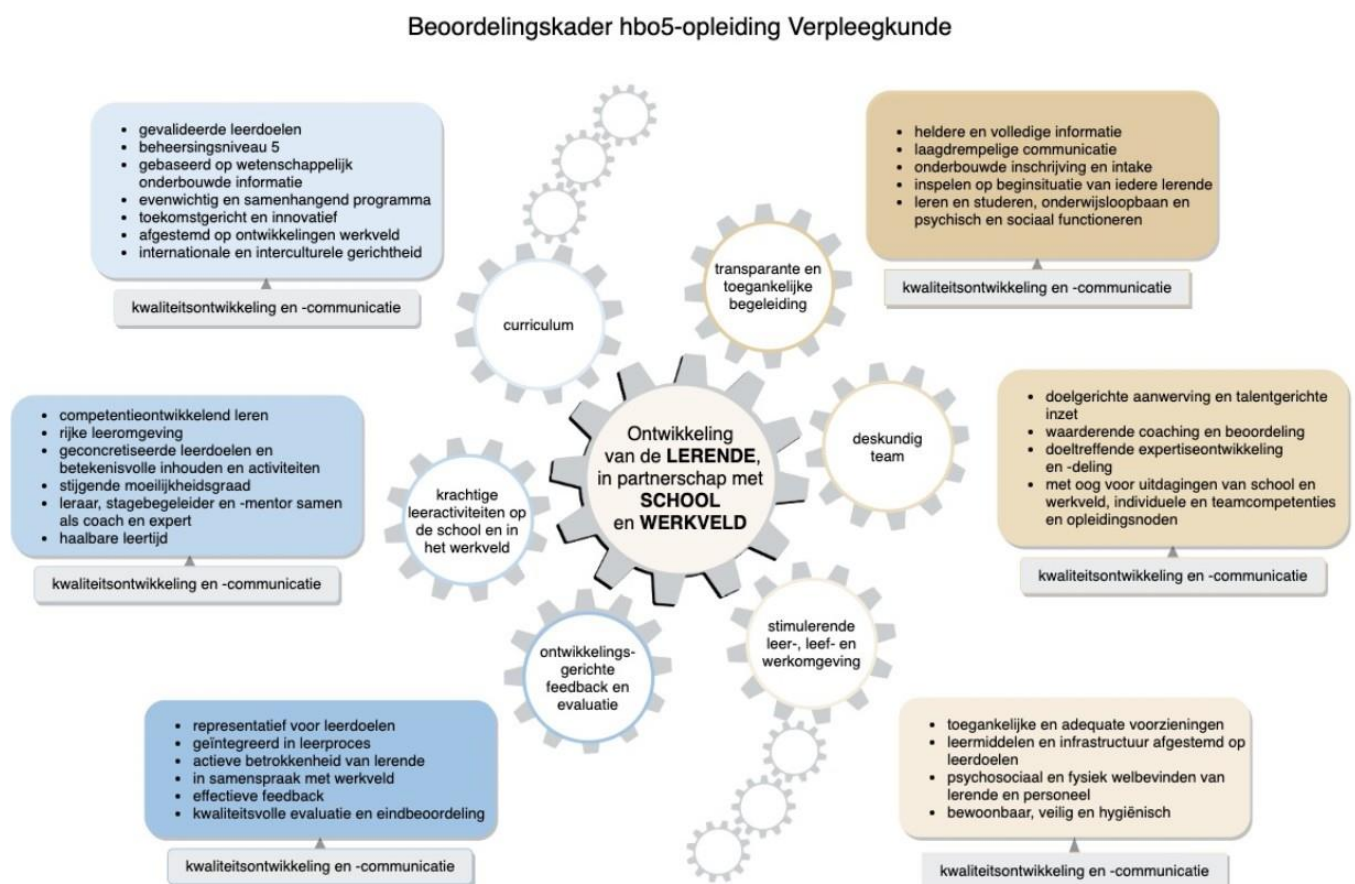 Beoordelingskader hbo5-opleiding Verpleegkunde
• gevalideerde leerdoelen
• beheersingsniveau 5
• gebaseerd op wetenschappelijk
onderbouwde informatie
• evenwichtig en samenhangend programma
• toekomstgericht en innovatief
• afgestemd op ontwikkelingen werkveld
• internationale en interculturele gerichtheid
kwaliteitsontwikkeling en -communicatie
• heldere en volledige informatie
• laagdrempelige communicatie
• onderbouwde inschrijving en intake
• inspelen op beginsituatie van iedere lerende
• leren en studeren, onderwijsloopbaan en
psychisch en sociaal functioneren
kwaliteitsontwikkeling en -communicatie
curriculum
transparante en
toegankelijke
begeleiding
• competentieontwikkelend leren
• rijke leeromgeving
• geconcretiseerde leerdoelen en
betekenisvolle inhouden en activiteiten
• stijgende moeilijkheidsgraad
• leraar, stagebegeleider en -mentor samen
als coach en expert
• haalbare leertijd
kwaliteitsontwikkeling en -communicatie
krachtige
leeractiviteiten op
de school en in
het werkveld
Ontwikkeling
van de LERENDE,
in partnerschap met
SCHOOL
en WERKVELD
deskundig
team
• doelgerichte aanwerving en talentgerichte
inzet
• waarderende coaching en beoordeling
• doeltreffende expertiseontwikkeling
en -deling
• met oog voor uitdagingen van school en
werkveld, individuele en teamcompetenties
en opleidingsnoden
kwaliteitsontwikkeling en -communicatie
ontwikkelings-
gerichte
feedback en
evaluatie
stimulerende
leer-, leef- en
werkomgeving
• representatief voor leerdoelen
• geïntegreerd in leerproces
• actieve betrokkenheid van lerende
• in samenspraak met werkveld
• effectieve feedback
• kwaliteitsvolle evaluatie en eindbeoordeling
kwaliteitsontwikkeling en -communicatie
• toegankelijke en adequate voorzieningen
• leermiddelen en infrastructuur afgestemd op
leerdoelen
• psychosociaal en fysiek welbevinden van
lerende en personeel
• bewoonbaar, veilig en hygiënisch
kwaliteitsontwikkeling en -communicatie